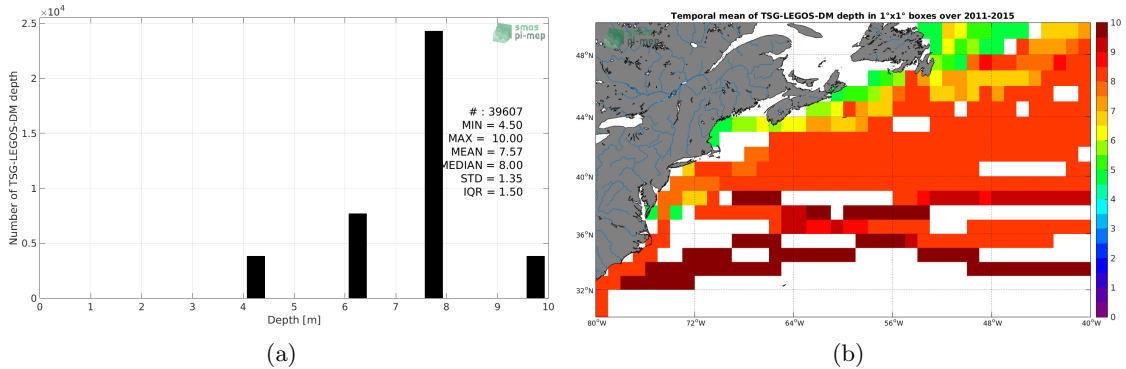 2.5 ×10⁴
2
1.5
1
0.5
0
Number of TSG-LEGOS-DM depth
smos
pi-mep
# : 39607
MIN = 4.50
MAX = 10.00
MEAN = 7.57
MEDIAN = 8.00
STD = 1.35
IQR = 1.50
0 1 2 3 4 5 6 7 8 9 10
Depth [m]
(a)
Temporal mean of TSG-LEGOS-DM depth in 1°x1° boxes over 2011-2015
smos
pi-mep
48°N
44°N
40°N
36°N
32°N
80°W 72°W 64°W 56°W 48°W 40°W
10
9
8
7
6
5
4
3
2
1
0
(b)